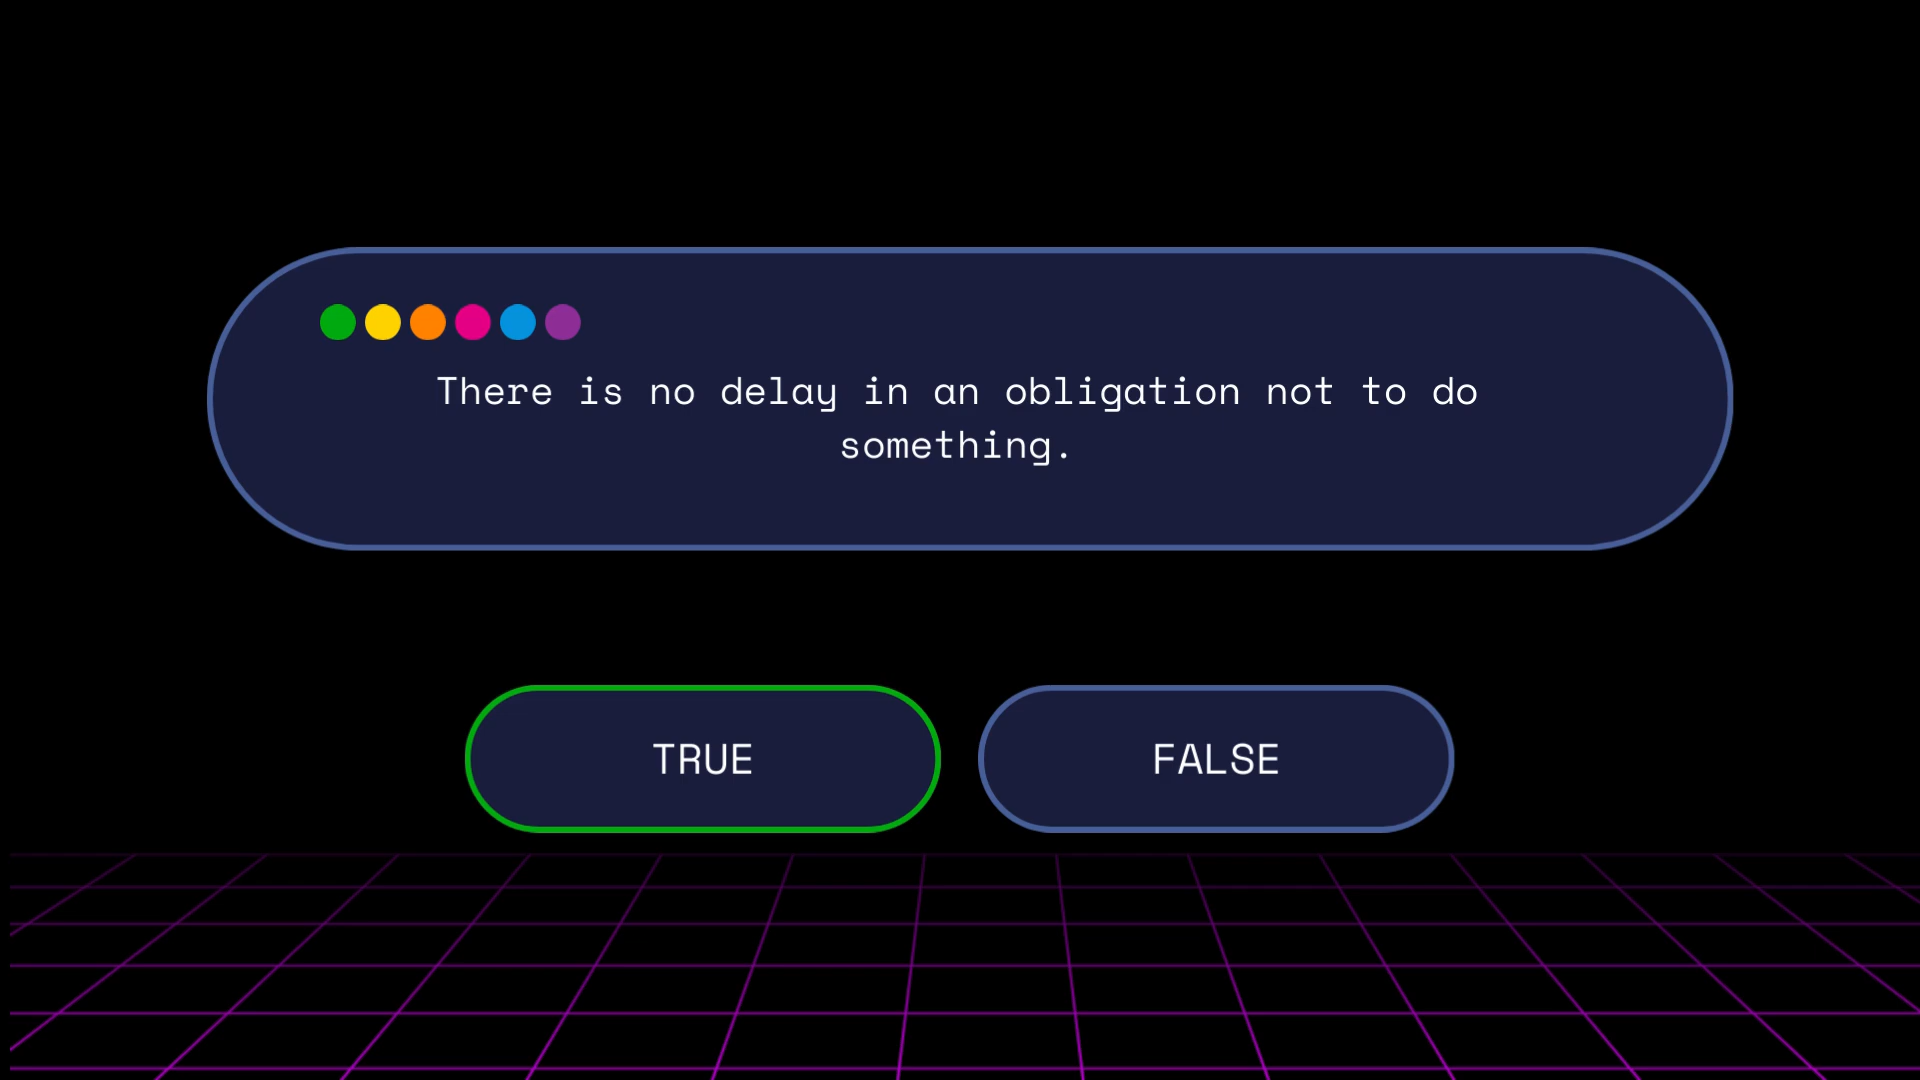 There is no delay in an obligation not to do
something.
TRUE
FALSE